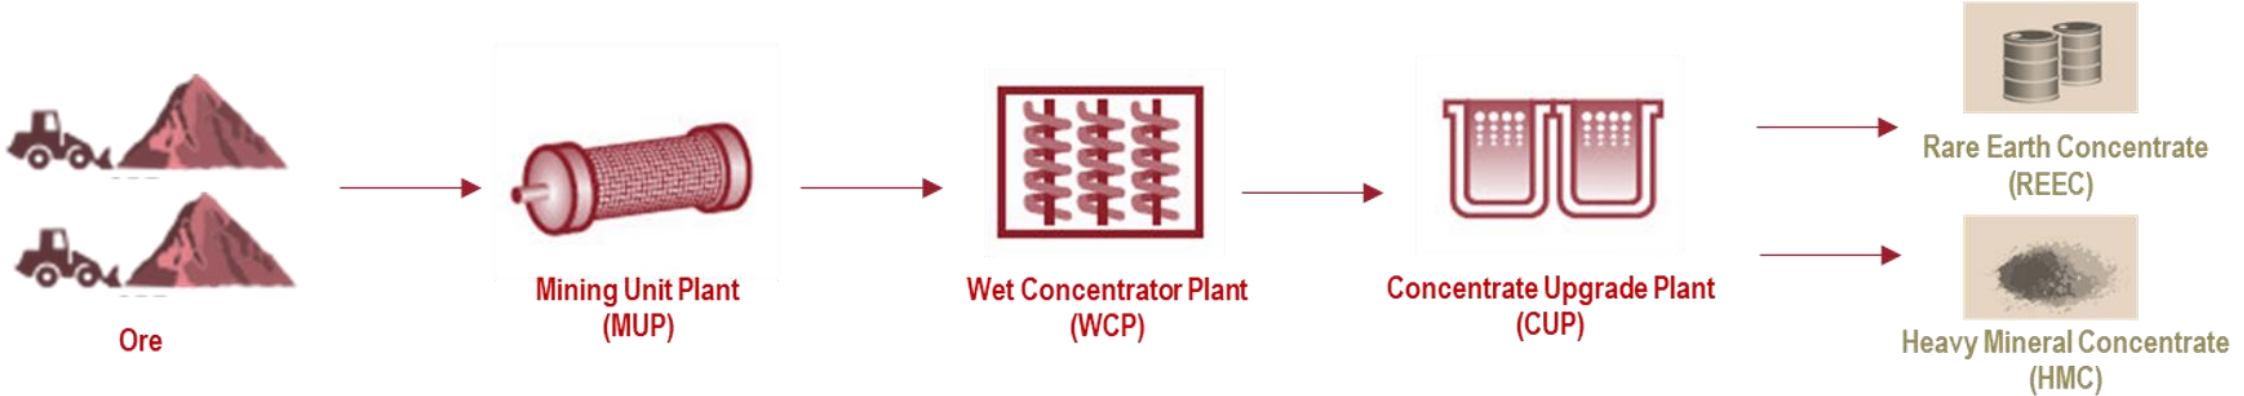 Ore
Mining Unit Plant
(MUP)
Wet Concentrator Plant
(WCP)
Concentrate Upgrade Plant
(CUP)
Rare Earth Concentrate
(REEC)
Heavy Mineral Concentrate
(HMC)